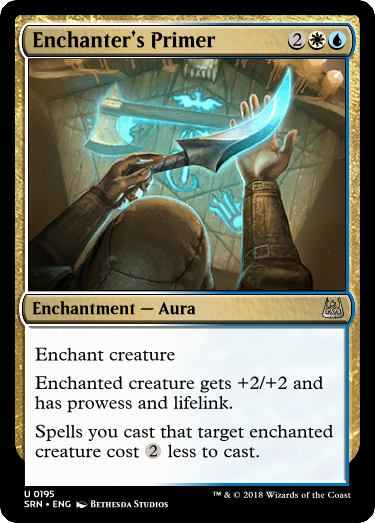 Enchanter's Primer 2
Enchantment — Aura
Enchant creature
Enchanted creature gets +2/+2 and
has prowess and lifelink.
Spells you cast that target enchanted
creature cost 2 less to cast.
U 0195
SRN • ENG Bethesda Studios
™ & © 2018 Wizards of the Coast